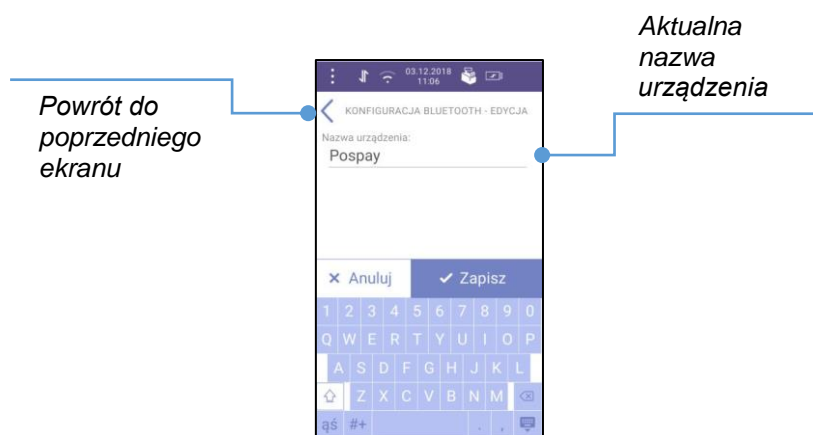 Aktualna
nazwa
urządzenia
Powrót do
poprzedniego
ekranu
03.12.2018
11:06
KONFIGURACJA BLUETOOTH - EDYCJA
Nazwa urządzenia:
Pospay
Anuluj
Zapisz
1 2 3 4 5 6 7 8 9 0
Q W E R T Y U I O P
A S D F G H J K L
Z X C V B N M
ąś #+ . ,